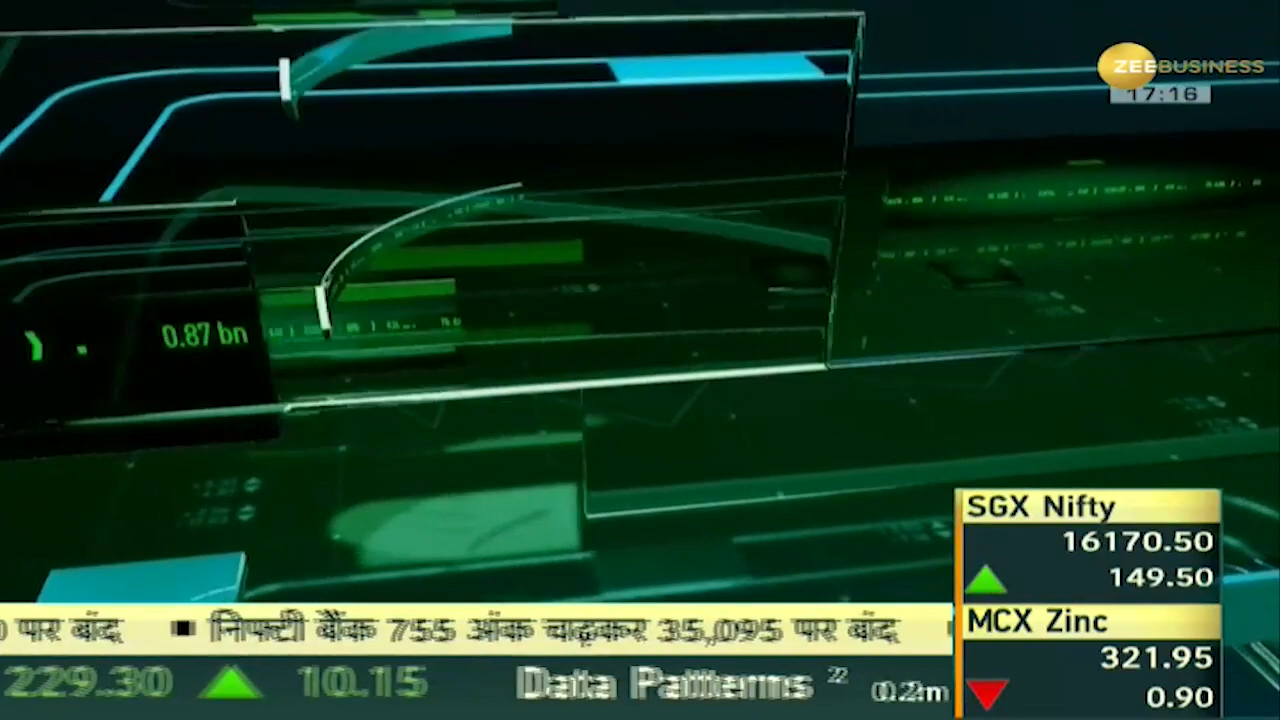 ZEEBUSINESS
17:16
0.87 bn
SGX Nifty
16170.50
149.50
MCX Zinc
321.95
0.90
पर बंद ■ निफ्टी बैंक 755 अंक चढ़कर 35,095 पर बंद
229.30 10.15 Data Patterns 0.2m